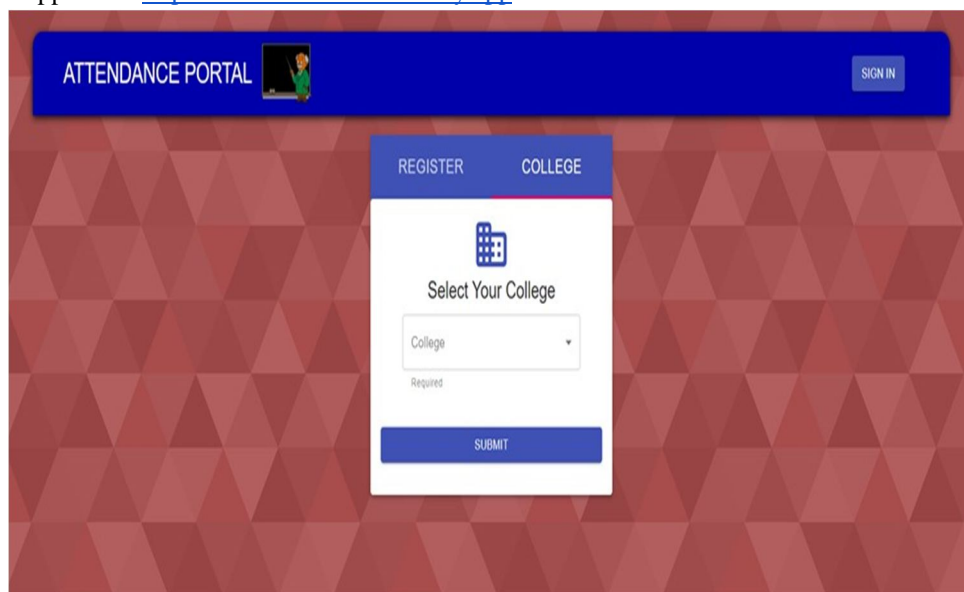 ATTENDANCE PORTAL
SIGN IN
REGISTER COLLEGE
Select Your College
College
Required
SUBMIT